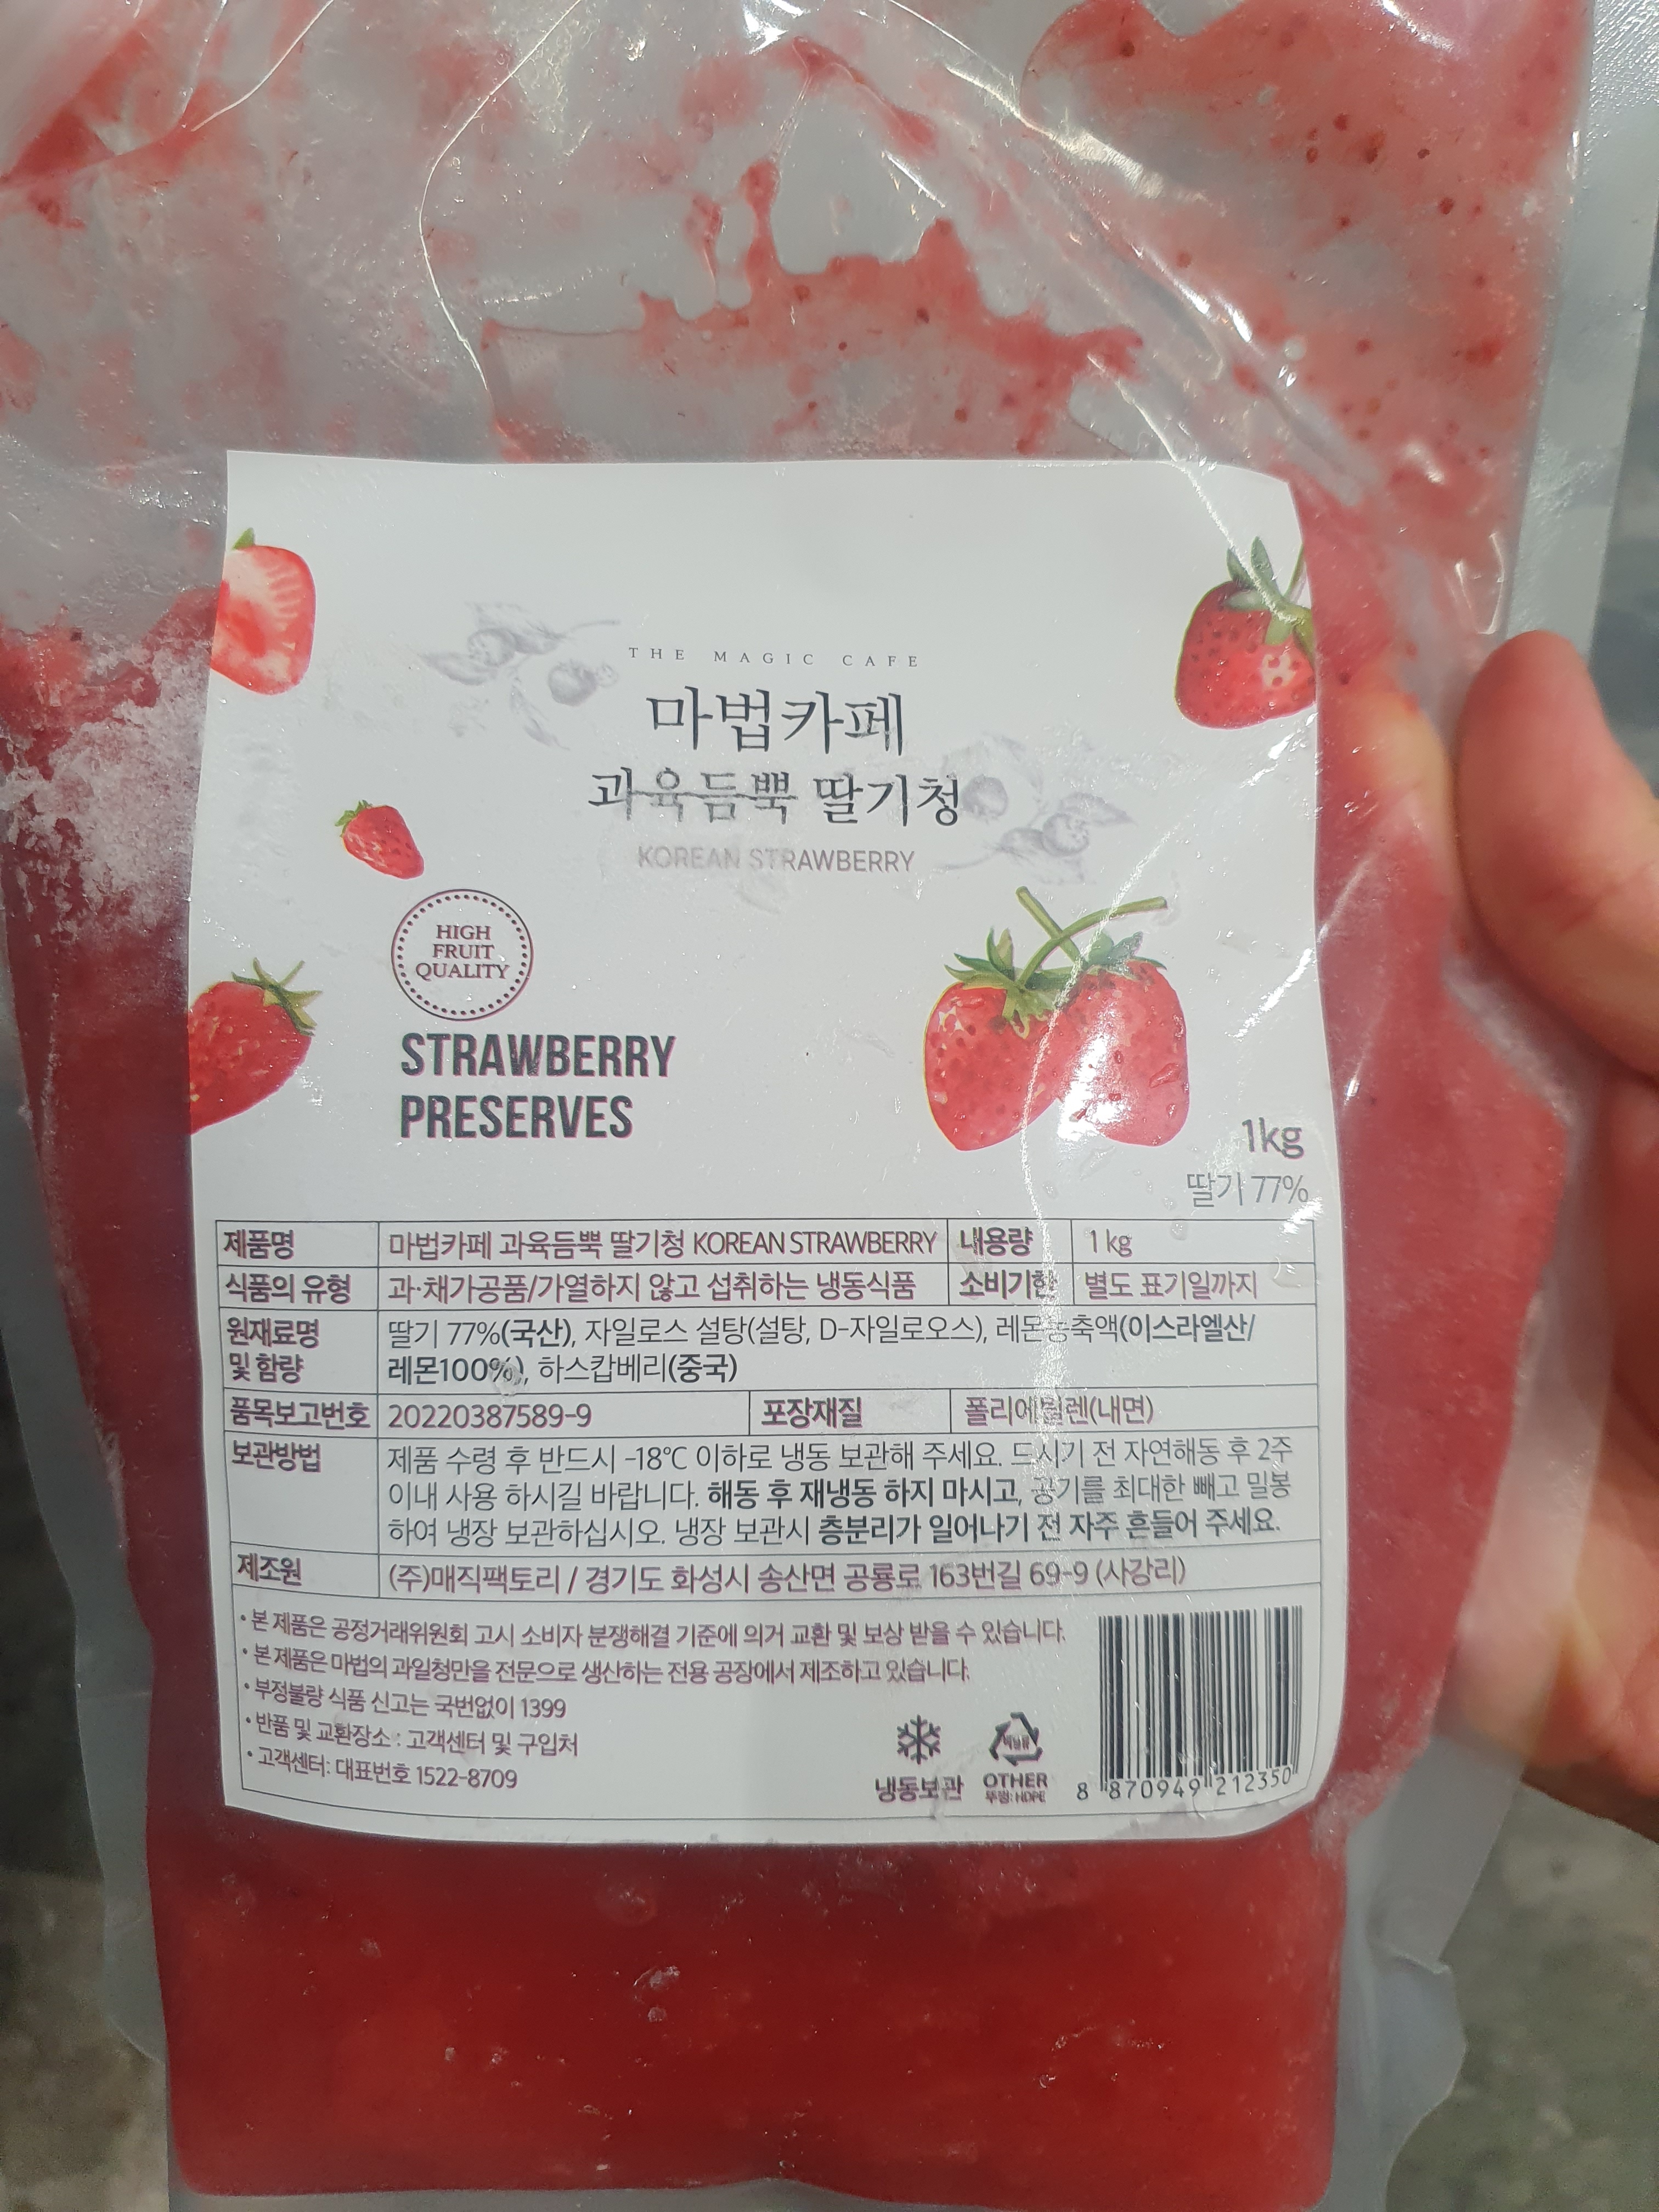 THE MAGIC CAFE
마법카페
과육듬뿍 딸기청
KOREAN STRAWBERRY
HIGH
FRUIT
QUALITY
STRAWBERRY
PRESERVES
1kg
딸기 77%
제품명 마법카페 과육듬뿍 딸기청 KOREAN STRAWBERRY 내용량 1 kg
식품의 유형 과·채가공품/가열하지 않고 섭취하는 냉동식품 소비기한 별도 표기일까지
원재료명 딸기 77%(국산), 자일로스 설탕(설탕, D-자일로오스), 레몬농축액(이스라엘산/
및 함량 레몬100%), 하스캅베리(중국)
품목보고번호 20220387589-9 포장재질 폴리에틸렌(내면)
보관방법 제품 수령 후 반드시 -18℃ 이하로 냉동 보관해 주세요. 드시기 전 자연해동 후 2주
이내 사용 하시길 바랍니다. 해동 후 재냉동 하지 마시고, 공기를 최대한 빼고 밀봉
하여 냉장 보관하십시오. 냉장 보관시 층분리가 일어나기 전 자주 흔들어 주세요.
제조원 (주)매직팩토리 / 경기도 화성시 송산면 공룡로 163번길 69-9 (사강리)
• 본 제품은 공정거래위원회 고시 소비자 분쟁해결 기준에 의거 교환 및 보상 받을 수 있습니다.
• 본 제품은 마법의 과일청만을 전문으로 생산하는 전용 공장에서 제조하고 있습니다.
• 부정불량 식품 신고는 국번없이 1399
• 반품 및 교환장소 : 고객센터 및 구입처
• 고객센터: 대표번호 1522-8709
비닐류
냉동보관 OTHER
뚜껑: HDPE
8 870949 212350